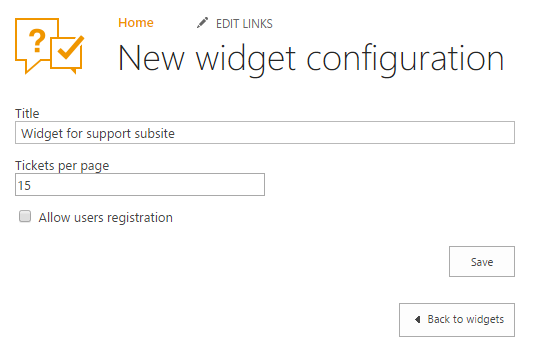 Home
EDIT LINKS
New widget configuration
Title
Widget for support subsite
Tickets per page
15
Allow users registration
Save
Back to widgets